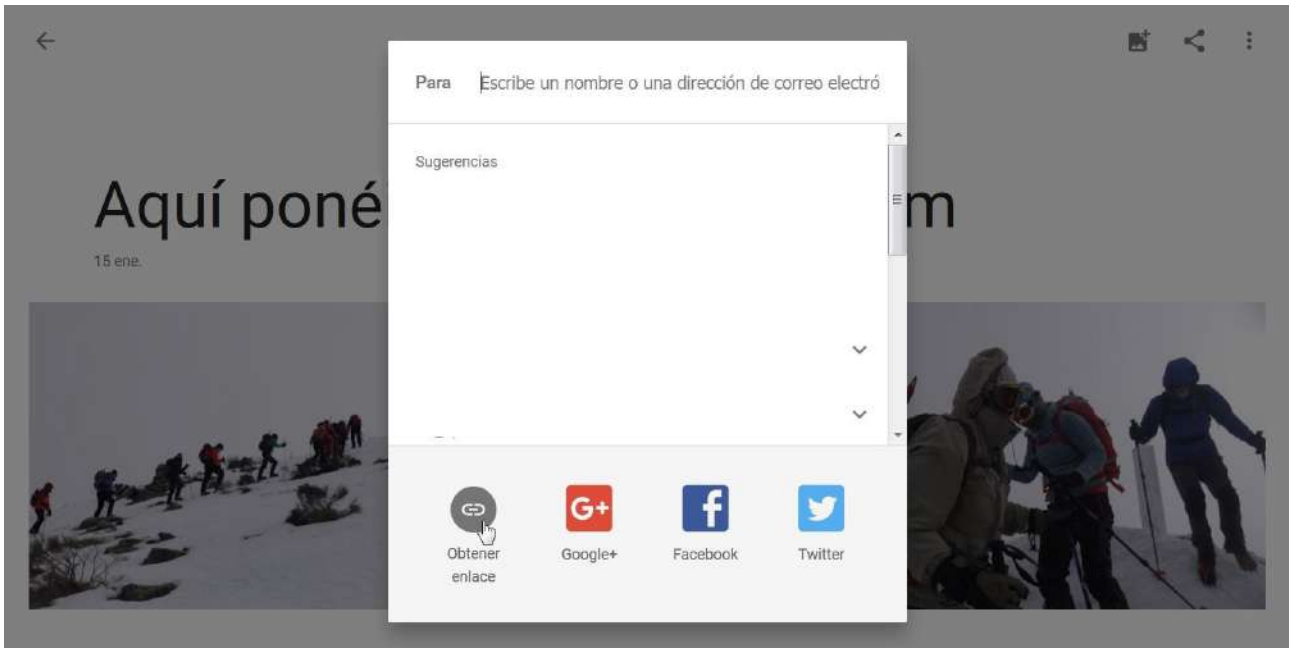 Para Escribe un nombre o una dirección de correo electró
Sugerencias
Aquí poné m
15 ene.
Obtener
enlace
G+
Google+
f
Facebook
Twitter